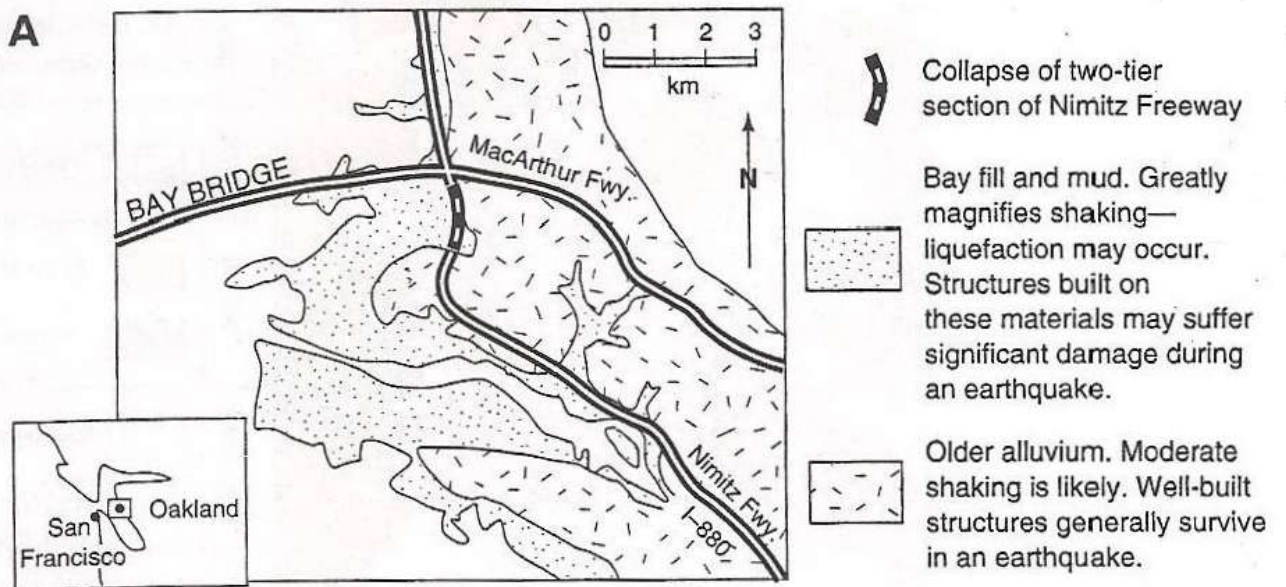 A
0 1 2 3
km
N
BAY BRIDGE
MacArthur Fwy.
Nimitz Fwy.
I-880
San
Francisco
Oakland
Collapse of two-tier
section of Nimitz Freeway
Bay fill and mud. Greatly
magnifies shaking—
liquefaction may occur.
Structures built on
these materials may suffer
significant damage during
an earthquake.
Older alluvium. Moderate
shaking is likely. Well-built
structures generally survive
in an earthquake.